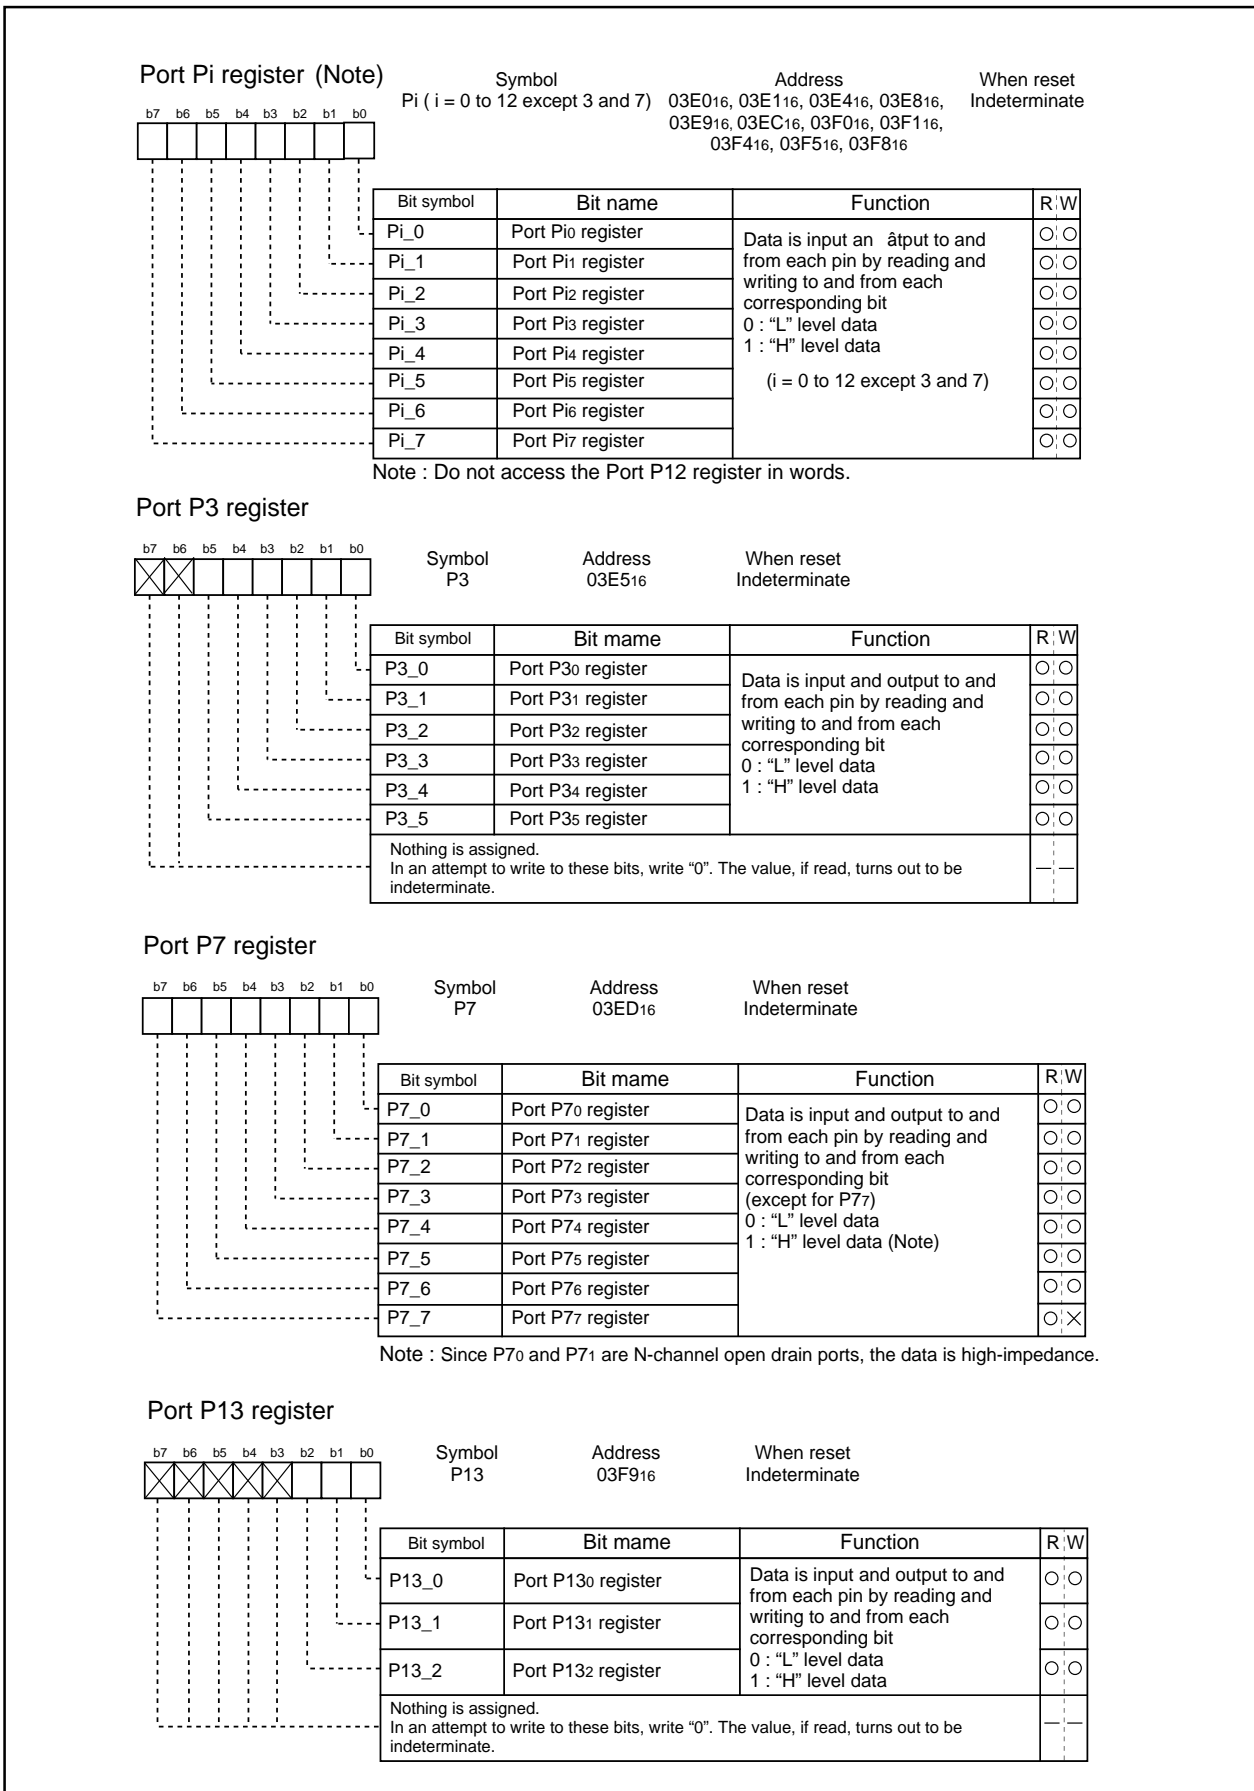 Port Pi register (Note)
Symbol Address When reset
Pi ( i = 0 to 12 except 3 and 7) 03E016, 03E116, 03E416, 03E816, Indeterminate
03E916, 03EC16, 03F016, 03F116,
03F416, 03F516, 03F816
b7 b6 b5 b4 b3 b2 b1 b0
Bit symbol Bit name Function R W
Pi_0 Port Pi0 register
Pi_1 Port Pi1 register
Pi_2 Port Pi2 register
Pi_3 Port Pi3 register
Pi_4 Port Pi4 register
Pi_5 Port Pi5 register
Pi_6 Port Pi6 register
Pi_7 Port Pi7 register
Data is input an âtput to and
from each pin by reading and
writing to and from each
corresponding bit
0 : “L” level data
1 : “H” level data
(i = 0 to 12 except 3 and 7)
Note : Do not access the Port P12 register in words.
Port P3 register
b7 b6 b5 b4 b3 b2 b1 b0
Symbol Address When reset
P3 03E516 Indeterminate
Bit symbol Bit mame Function R W
P3_0 Port P30 register
P3_1 Port P31 register
P3_2 Port P32 register
P3_3 Port P33 register
P3_4 Port P34 register
P3_5 Port P35 register
Data is input and output to and
from each pin by reading and
writing to and from each
corresponding bit
0 : “L” level data
1 : “H” level data
Nothing is assigned.
In an attempt to write to these bits, write “0”. The value, if read, turns out to be
indeterminate.
Port P7 register
b7 b6 b5 b4 b3 b2 b1 b0
Symbol Address When reset
P7 03ED16 Indeterminate
Bit symbol Bit mame Function R W
P7_0 Port P70 register
P7_1 Port P71 register
P7_2 Port P72 register
P7_3 Port P73 register
P7_4 Port P74 register
P7_5 Port P75 register
P7_6 Port P76 register
P7_7 Port P77 register
Data is input and output to and
from each pin by reading and
writing to and from each
corresponding bit
(except for P77)
0 : “L” level data
1 : “H” level data (Note)
Note : Since P70 and P71 are N-channel open drain ports, the data is high-impedance.
Port P13 register
b7 b6 b5 b4 b3 b2 b1 b0
Symbol Address When reset
P13 03F916 Indeterminate
Bit symbol Bit mame Function R W
P13_0 Port P130 register
P13_1 Port P131 register
P13_2 Port P132 register
Data is input and output to and
from each pin by reading and
writing to and from each
corresponding bit
0 : “L” level data
1 : “H” level data
Nothing is assigned.
In an attempt to write to these bits, write “0”. The value, if read, turns out to be
indeterminate.